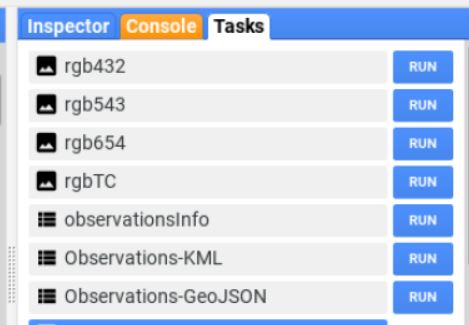 Inspector Console Tasks
rgb432 RUN
rgb543 RUN
rgb654 RUN
rgbTC RUN
observationsInfo RUN
Observations-KML RUN
Observations-GeoJSON RUN